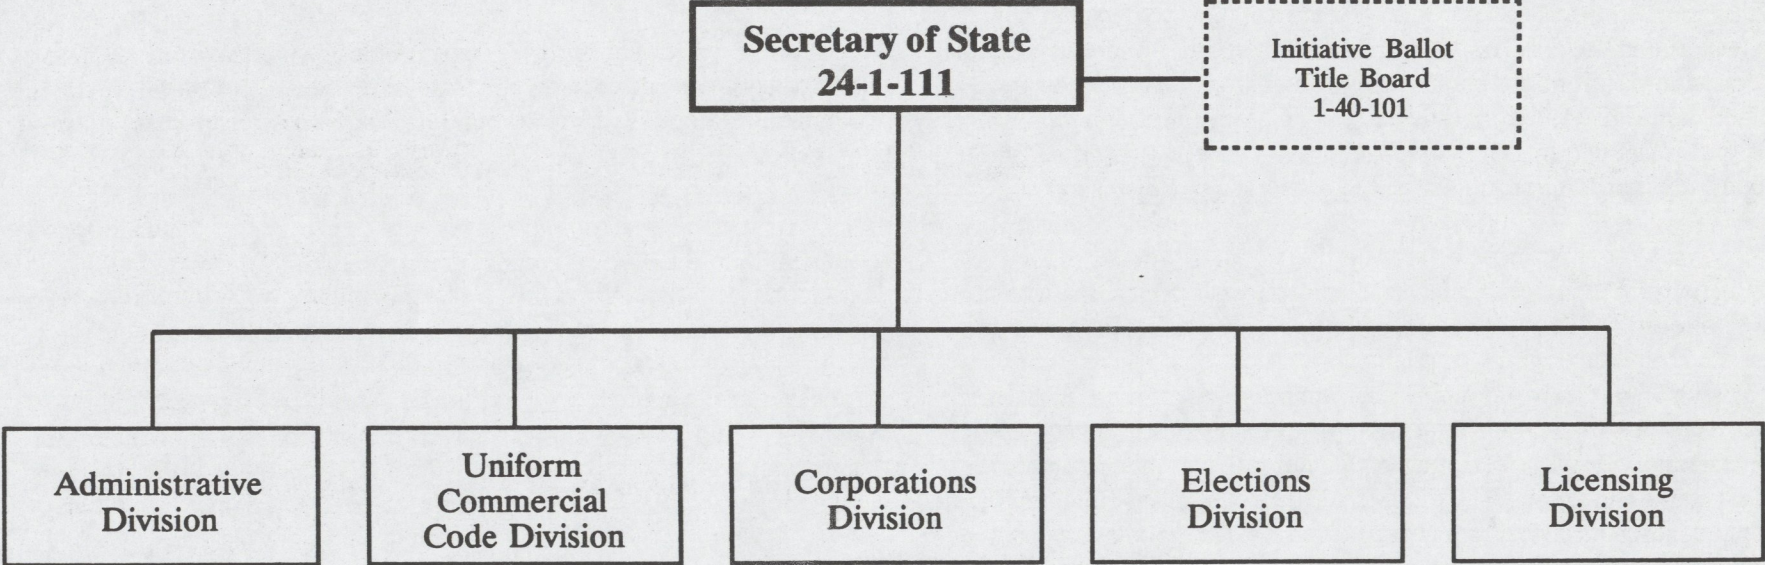 Secretary of State
24-1-111
Initiative Ballot
Title Board
1-40-101
Administrative
Division
Uniform
Commercial
Code Division
Corporations
Division
Elections
Division
Licensing
Division